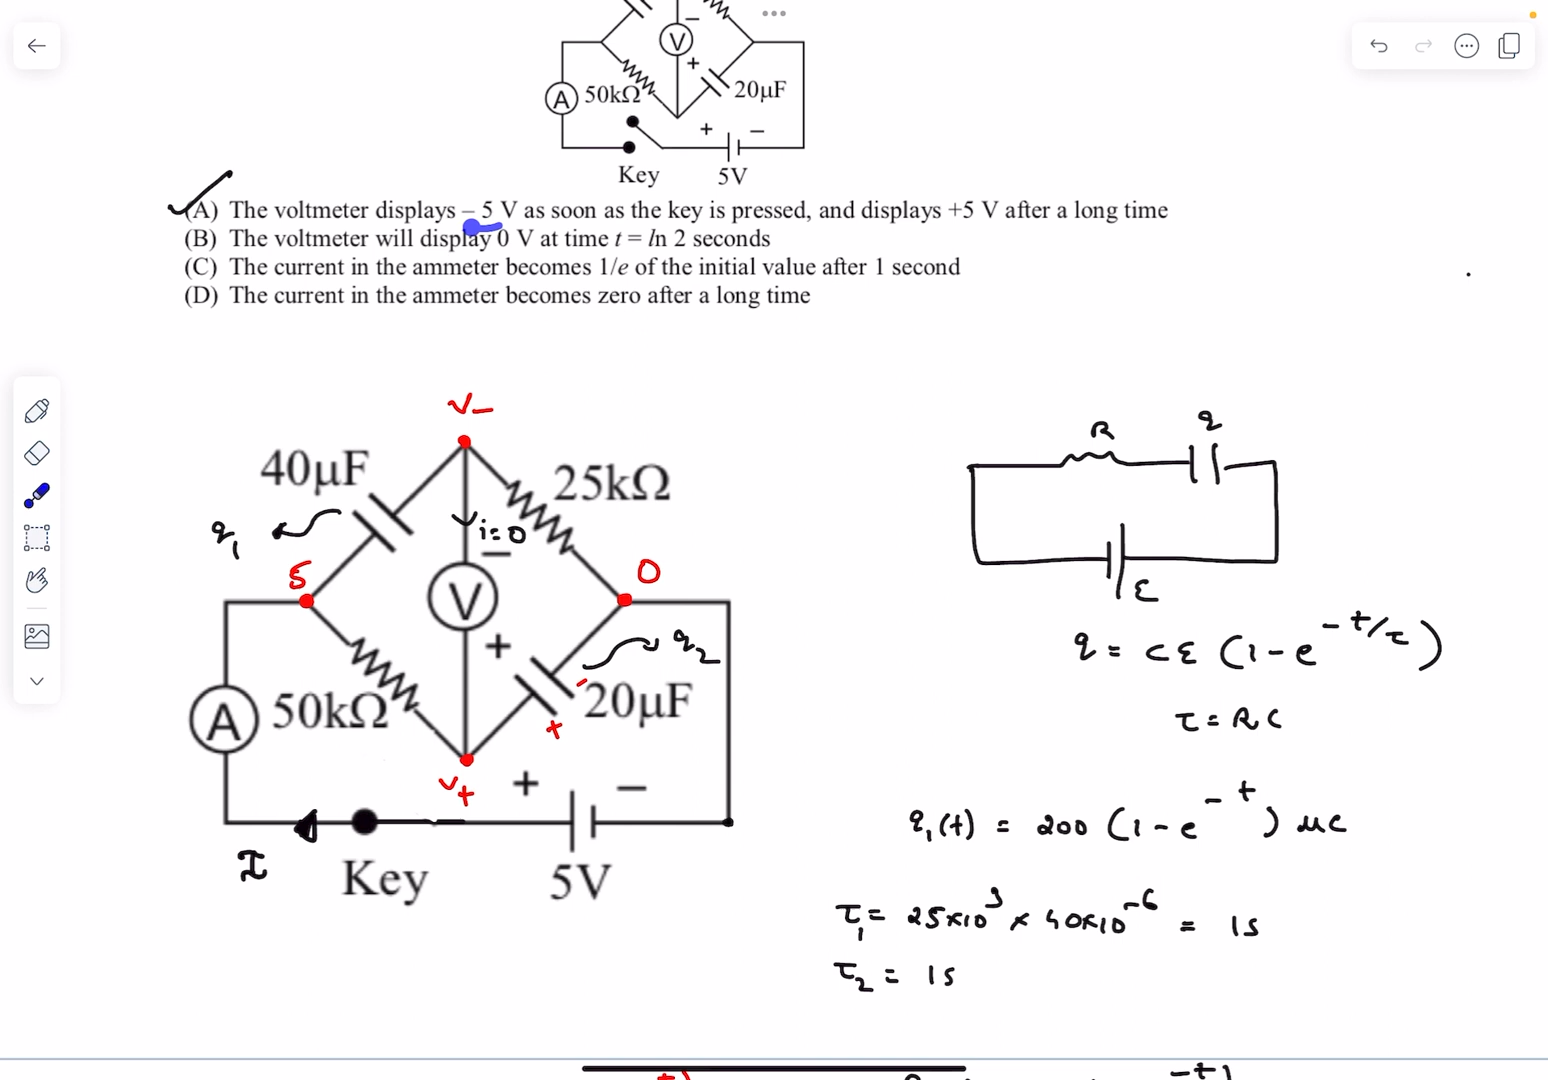 V
−
+
A
50kΩ
20μF
+ −
Key
5V
(A) The voltmeter displays – 5 V as soon as the key is pressed, and displays +5 V after a long time
(B) The voltmeter will display 0 V at time t = ln 2 seconds
(C) The current in the ammeter becomes 1/e of the initial value after 1 second
(D) The current in the ammeter becomes zero after a long time
V−
40μF
25kΩ
q₁
i=0
−
5
0
V
+
q₂
A
50kΩ
20μF
−
+
V+
+ −
I
Key
5V
R
q
ε
q = Cε (1-e^-t/τ)
τ = RC
q₁(t) = 200 (1-e^-t) μC
τ₁ = 25×10³ × 40×10^-6 = 1s
τ₂ = 1s